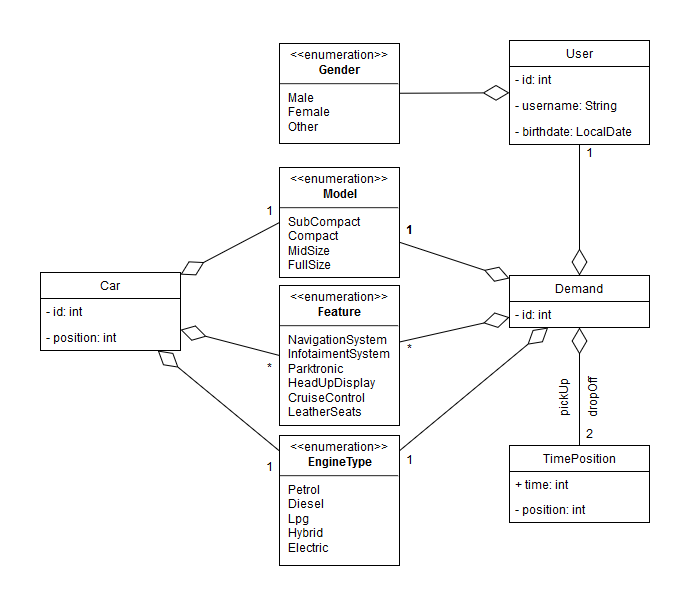 <<enumeration>>
Gender
Male
Female
Other
User
- id: int
- username: String
- birthdate: LocalDate
1
<<enumeration>>
Model
SubCompact
Compact
MidSize
FullSize
1
1
Car
- id: int
- position: int
<<enumeration>>
Feature
NavigationSystem
InfotaimentSystem
Parktronic
HeadUpDisplay
CruiseControl
LeatherSeats
*
*
Demand
- id: int
pickUp
dropOff
2
<<enumeration>>
EngineType
Petrol
Diesel
Lpg
Hybrid
Electric
1
1
TimePosition
+ time: int
- position: int